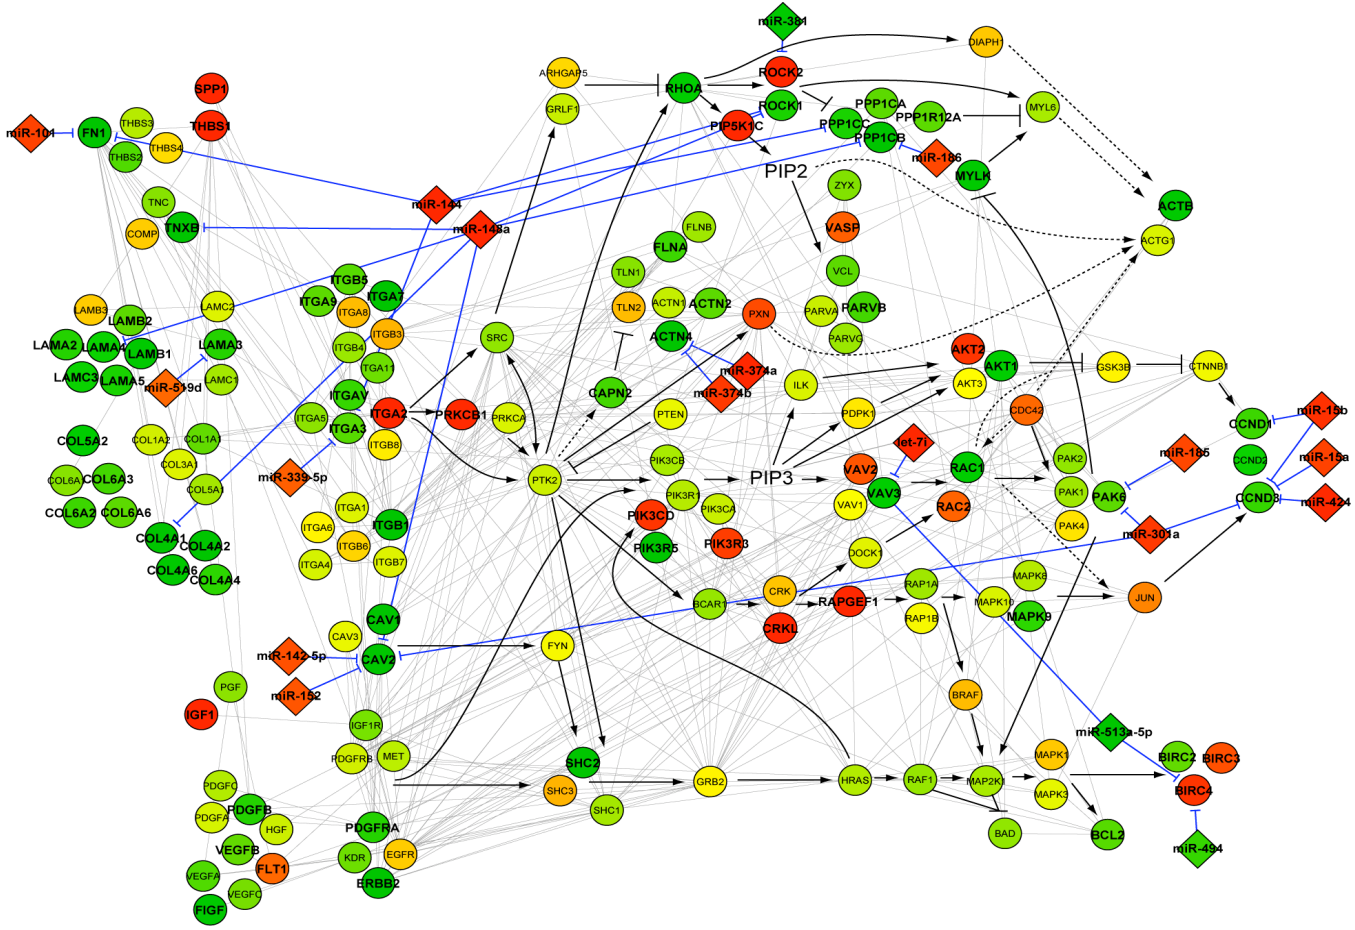 miR-381
DIAPH1
ARHGAP5
RHOA
ROCK2
SPP1
GRLF1
ROCK1
PPP1CA
PPP1R12A
MYL6
miR-101
FN1
THBS3
THBS1
PIP5K1C
PPP1CC
PPP1CB
THBS4
THBS2
miR-186
PIP2
MYLK
ZYX
TNC
miR-144
ACTB
COMP
TNXB
miR-148a
FLNB
VASP
ACTG1
FLNA
TLN1
VCL
ITGB5
ITGA9
ITGA7
LAMB3
LAMC2
ITGA8
TLN2
ACTN1
ACTN2
PARVA
PARVB
LAMB2
PXN
LAMA2
LAMA4
LAMA3
ITGB3
SRC
ACTN4
PARVG
LAMB1
ITGB4
AKT2
LAMC3
LAMA5
miR-519d
LAMC1
TGA11
miR-374a
AKT1
GSK3B
CTNNB1
ITGAV
CAPN2
miR-374b
ILK
AKT3
ITGA5
ITGA2
PRKCB1
PRKCA
PTEN
PDPK1
CDC42
miR-15b
COL5A2
COL1A2
COL1A1
ITGA3
ITGB8
let-7i
CCND1
COL3A1
miR-185
miR-15a
COL6A
COL6A3
miR-339-5p
PTK2
PIK3CB
PIP3
VAV2
RAC1
PAK2
CCND2
COL5A1
PIK3R1
VAV3
PAK1
PAK6
CCND3
miR-424
COL6A2
COL6A6
ITGA1
PIK3CD
PIK3CA
VAV1
RAC2
ITGA6
ITGB1
PAK4
miR-301a
COL4A1
COL4A2
ITGB6
PIK3R5
PIK3R3
COL4A6
COL4A4
ITGA4
ITGB7
DOCK1
BCAR1
CRK
RAP1A
MAPK8
RAPGEF1
MAPK10
JUN
CAV1
RAP1B
MAPK9
CAV3
CRKL
miR-142-5p
CAV2
FYN
PGF
miR-152
BRAF
IGF1
IGF1R
miR-513a-5p
PDGFRB
MET
SHC2
MAPK1
BIRC2
BIRC3
PDGFC
SHC3
GRB2
HRAS
RAF1
MAP2K1
MAPK3
BIRC4
PDGFA
PDGFB
SHC1
HGF
PDGFRA
BAD
BCL2
VEGFB
KDR
EGFR
miR-494
VEGFA
FLT1
ERBB2
VEGFC
FIGF